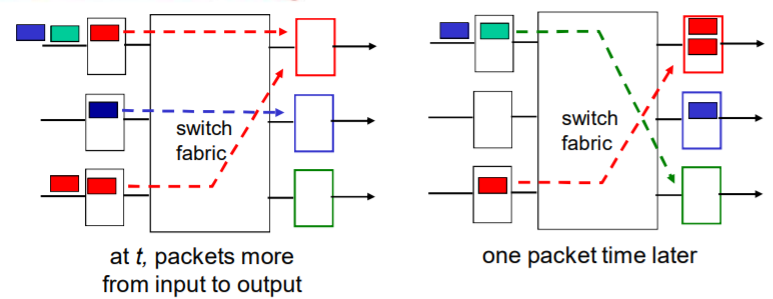 switch
fabric
at t, packets more
from input to output
switch
fabric
one packet time later